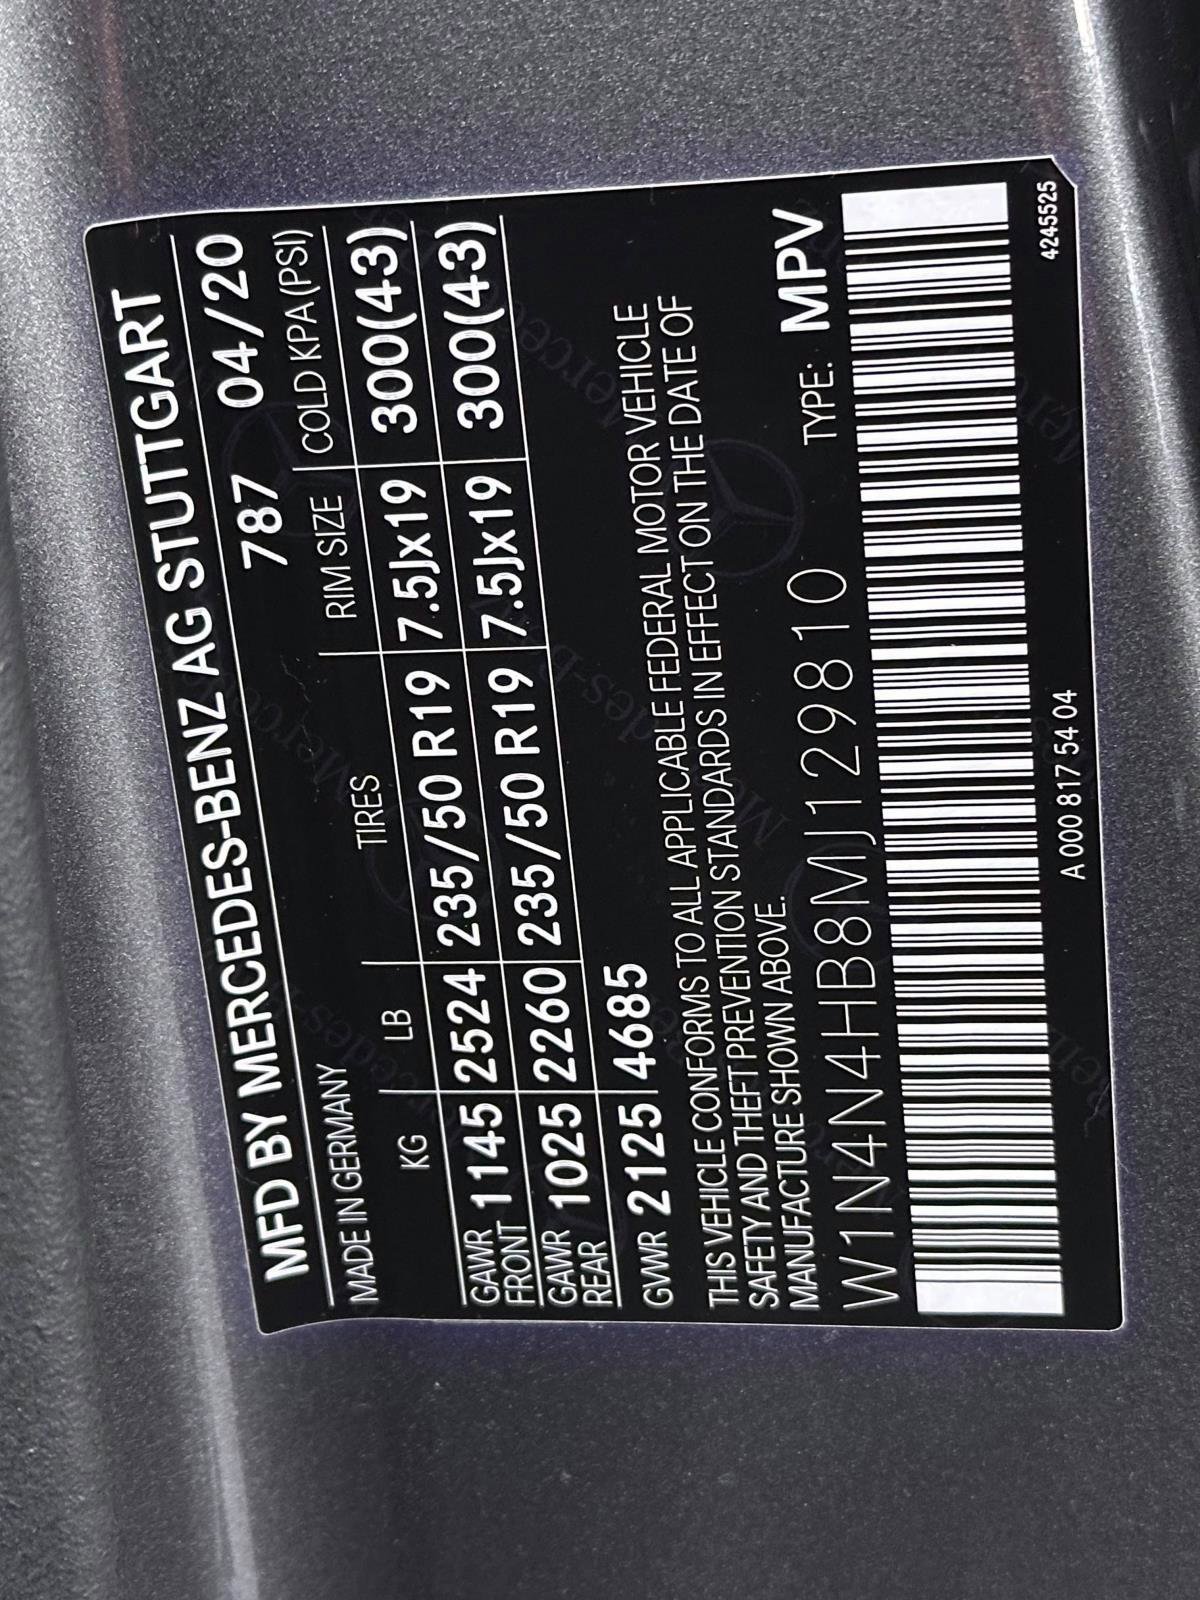 MFD BY MERCEDES-BENZ AG STUTTGART
MADE IN GERMANY 787 04/20
KG LB TIRES RIM SIZE COLD KPA(PSI)
GAWR FRONT 1145 2524 235/50 R19 7.5Jx19 300(43)
GAWR REAR 1025 2260 235/50 R19 7.5Jx19 300(43)
GVWR 2125 4685
THIS VEHICLE CONFORMS TO ALL APPLICABLE FEDERAL MOTOR VEHICLE
SAFETY AND THEFT PREVENTION STANDARDS IN EFFECT ON THE DATE OF
MANUFACTURE SHOWN ABOVE.
W1N4N4HB8MJ129810 TYPE: MPV
A 000 817 54 04
4245525